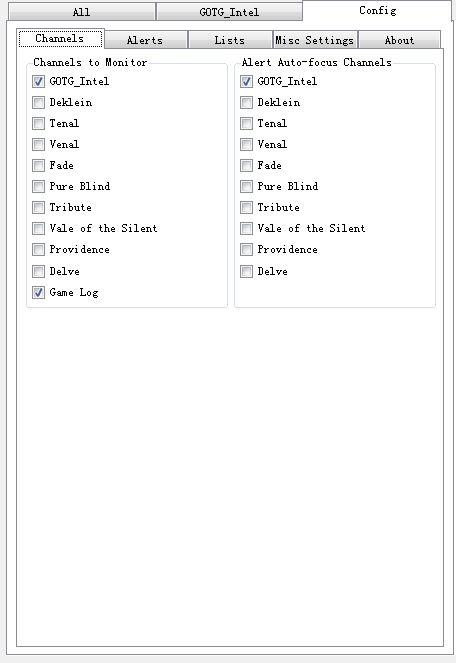 All GOTG_Intel Config
Channels Alerts Lists Misc Settings About
Channels to Monitor
GOTG_Intel
Deklein
Tenal
Venal
Fade
Pure Blind
Tribute
Vale of the Silent
Providence
Delve
Game Log
Alert Auto-focus Channels
GOTG_Intel
Deklein
Tenal
Venal
Fade
Pure Blind
Tribute
Vale of the Silent
Providence
Delve